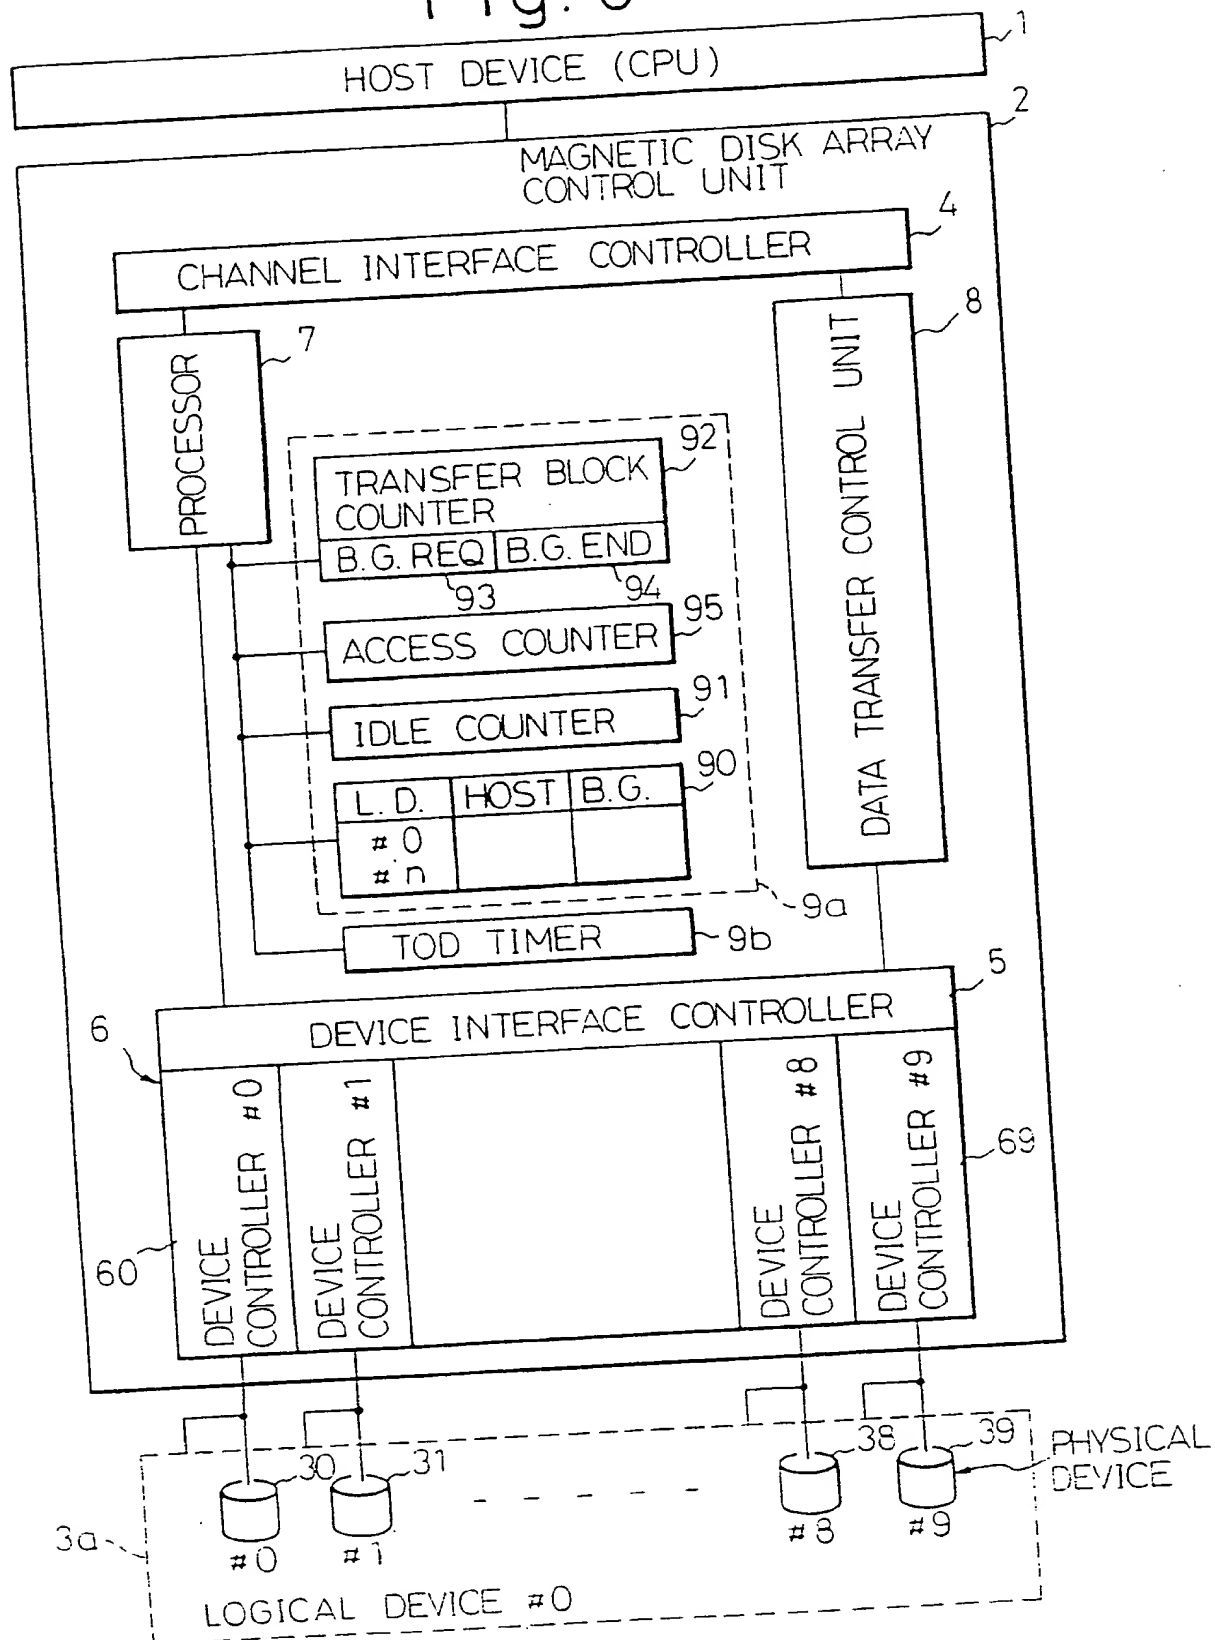 Fig.
1
HOST DEVICE (CPU)
2
MAGNETIC DISK ARRAY
CONTROL UNIT
4
CHANNEL INTERFACE CONTROLLER
7
8
PROCESSOR
DATA TRANSFER CONTROL UNIT
92
TRANSFER BLOCK
COUNTER
B.G. REQ B.G. END
93 94
95
ACCESS COUNTER
91
IDLE COUNTER
90
L.D. HOST B.G.
#0
#n
9a
TOD TIMER
9b
5
DEVICE INTERFACE CONTROLLER
6
DEVICE
CONTROLLER #0
DEVICE
CONTROLLER #1
DEVICE
CONTROLLER #8
DEVICE
CONTROLLER #9
69
60
30 31 38 39
PHYSICAL
DEVICE
#0 #1 #8 #9
3a
LOGICAL DEVICE #0